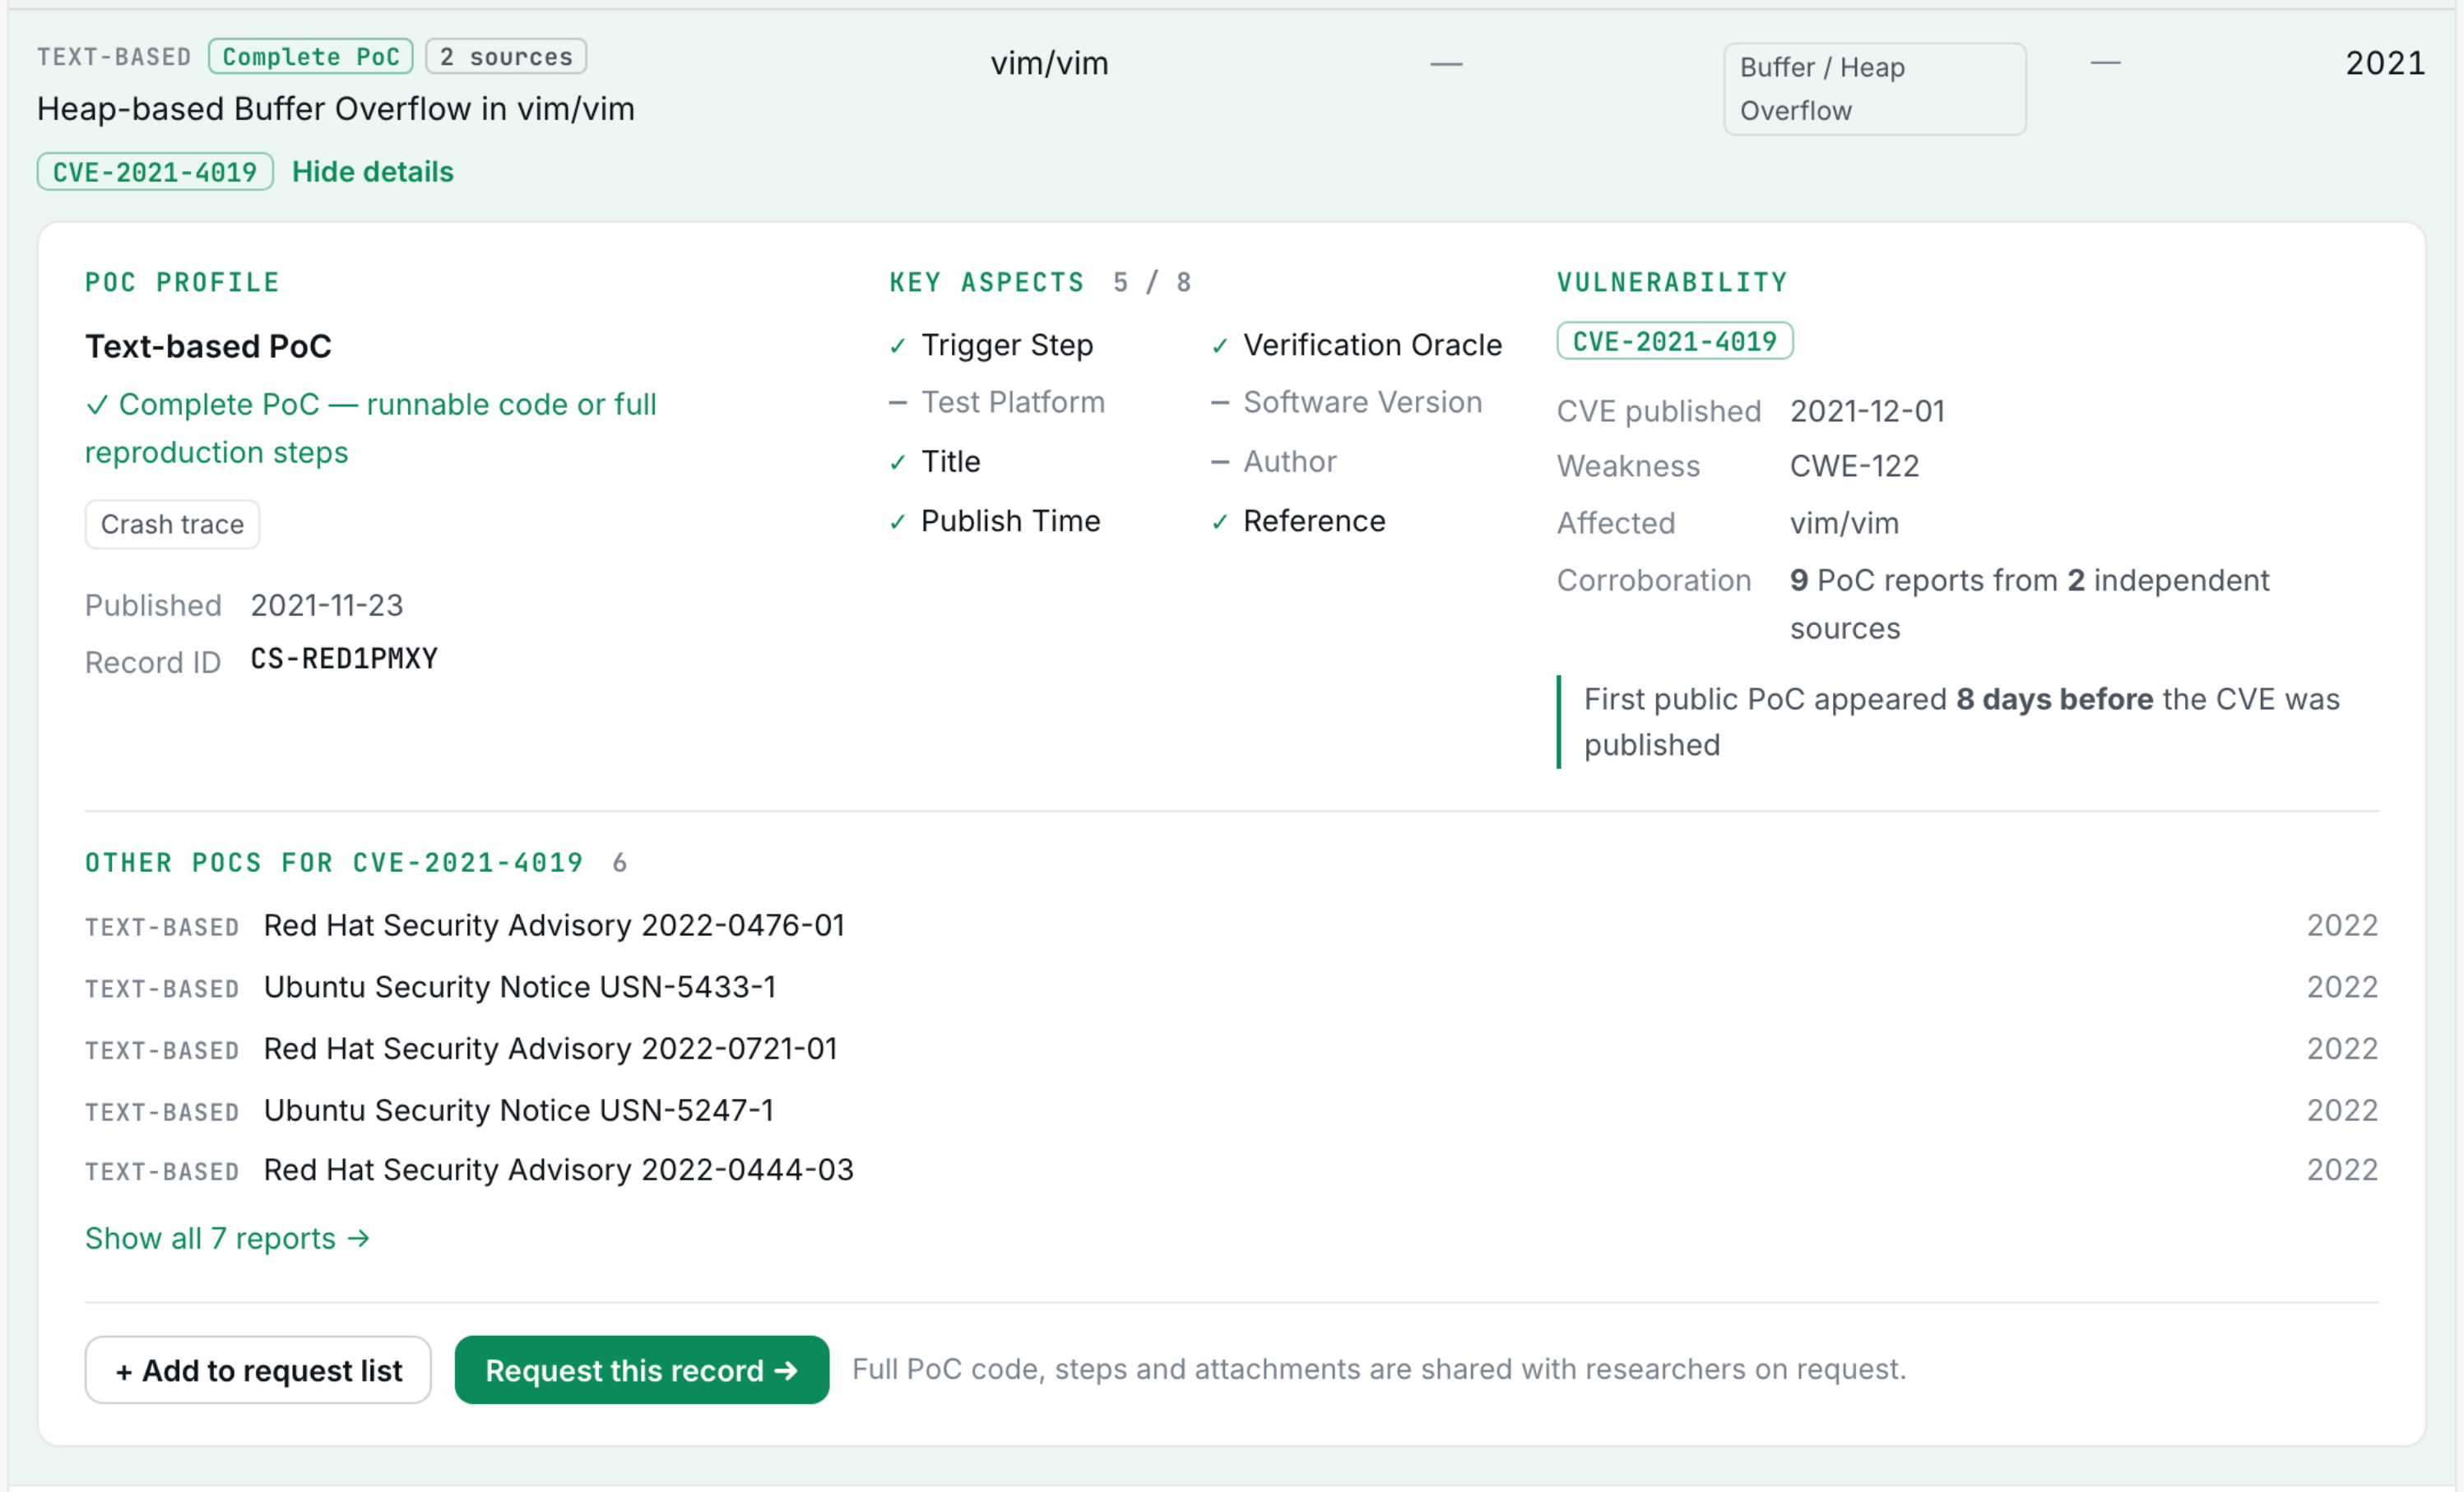 TEXT-BASED Complete PoC 2 sources
Heap-based Buffer Overflow in vim/vim
CVE-2021-4019 Hide details
vim/vim
—
Buffer / Heap
Overflow
—
2021
POC PROFILE
Text-based PoC
✓ Complete PoC — runnable code or full
reproduction steps
Crash trace
Published 2021-11-23
Record ID CS-RED1PMXY
KEY ASPECTS 5 / 8
✓ Trigger Step ✓ Verification Oracle
– Test Platform – Software Version
✓ Title – Author
✓ Publish Time ✓ Reference
VULNERABILITY
CVE-2021-4019
CVE published 2021-12-01
Weakness CWE-122
Affected vim/vim
Corroboration 9 PoC reports from 2 independent
sources
First public PoC appeared 8 days before the CVE was
published
OTHER POCS FOR CVE-2021-4019 6
TEXT-BASED Red Hat Security Advisory 2022-0476-01 2022
TEXT-BASED Ubuntu Security Notice USN-5433-1 2022
TEXT-BASED Red Hat Security Advisory 2022-0721-01 2022
TEXT-BASED Ubuntu Security Notice USN-5247-1 2022
TEXT-BASED Red Hat Security Advisory 2022-0444-03 2022
Show all 7 reports →
+ Add to request list Request this record → Full PoC code, steps and attachments are shared with researchers on request.